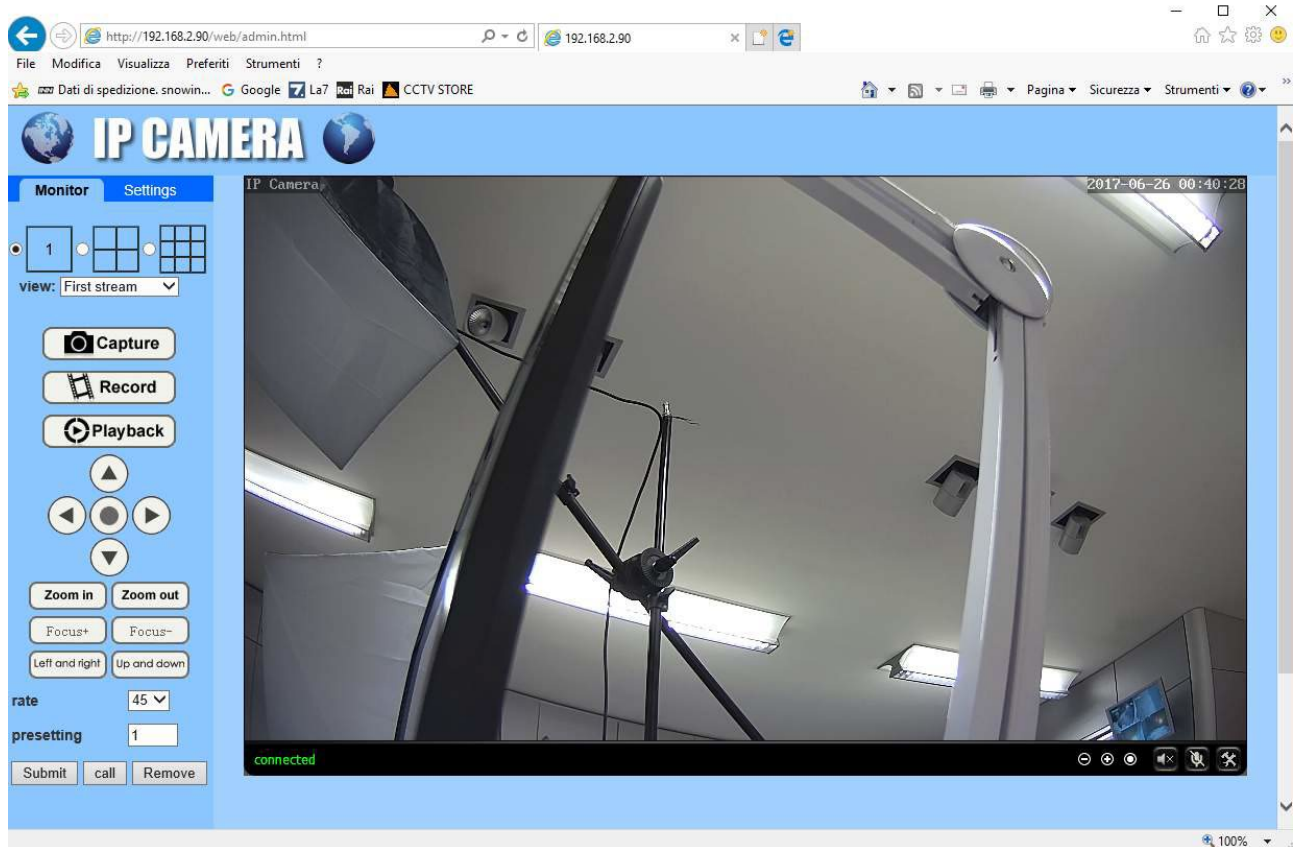 http://192.168.2.90/web/admin.html
192.168.2.90
File Modifica Visualizza Preferiti Strumenti ?
Dati di spedizione. snowin... Google La7 Rai Rai CCTV STORE
Pagina Sicurezza Strumenti
IP CAMERA
Monitor Settings
IP Camera
2017-06-26 00:40:28
1
view: First stream
Capture
Record
Playback
Zoom in Zoom out
Focus+ Focus-
Left and right Up and down
rate 45
presetting 1
Submit call Remove
connected
100%